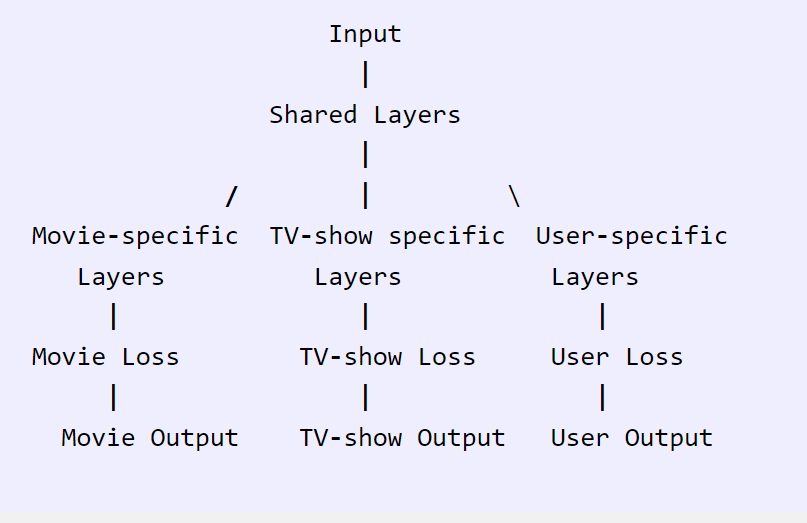 Input
|
Shared Layers
|
/ | \
Movie-specific TV-show specific User-specific
Layers Layers Layers
| | |
Movie Loss TV-show Loss User Loss
| | |
Movie Output TV-show Output User Output